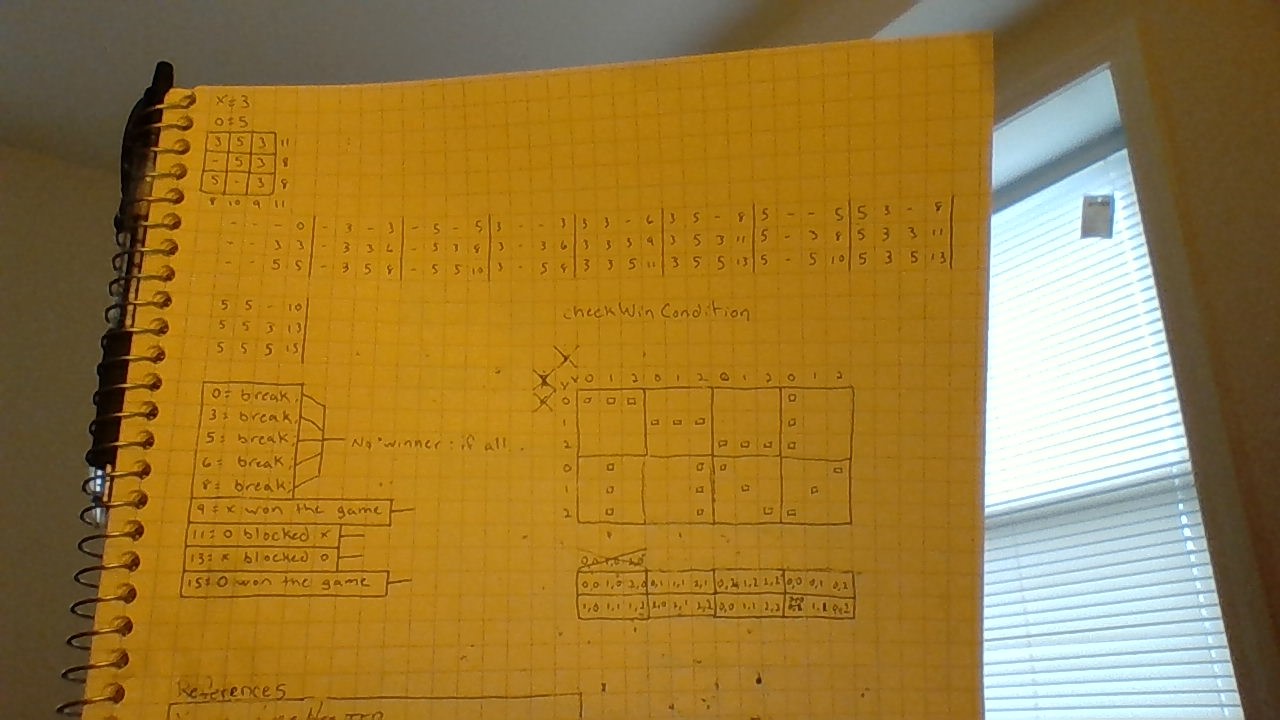 x=3
0=5
3 5 3 11
- 5 3 8
5 - 3 8
8 10 9 11
- - - 0 - 3 - 3 - 5 - 5 3 - - 3 3 3 - 6 3 5 - 8 5 - - 5 5 3 - 8
- - 3 3 - 3 3 6 - 5 3 8 3 - 3 6 3 3 3 9 3 5 3 11 5 - 3 8 5 3 3 11
- - 5 5 - 3 5 8 - 5 5 10 3 - 5 8 3 3 5 11 3 5 5 13 5 - 5 10 5 3 5 13
5 5 - 10
5 5 3 13
5 5 5 15
checkWinCondition
0= break;
3= break;
5= break;
6= break;
8= break;
No winner: if all.
9= x won the game
11= 0 blocked x
13= x blocked 0
15= 0 won the game
0 1 2 0 1 2 0 1 2 0 1 2
0
1
2
0
1
2
0,0 1,0 2,0 0,1 1,1 2,1 0,2 1,2 2,2 0,0 0,1 0,2
1,0 1,1 1,2 2,0 2,1 2,2 0,0 1,1 2,2
References